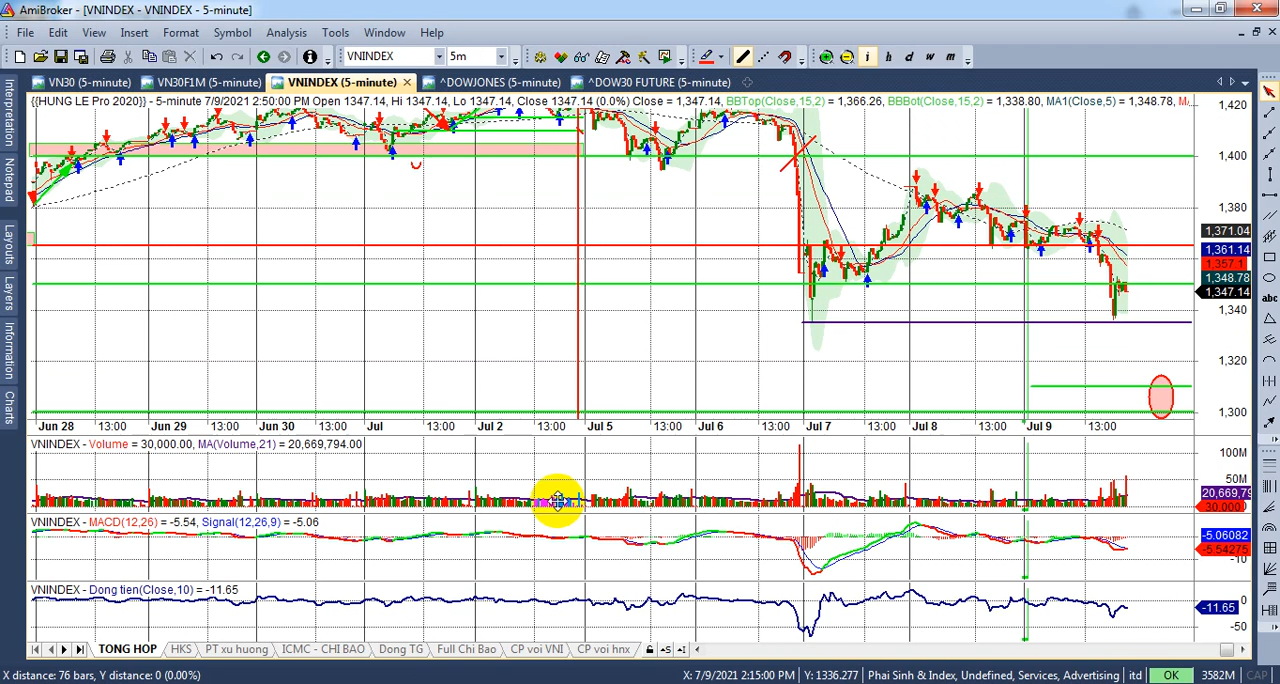 AmiBroker - [VNINDEX - VNINDEX - 5-minute]
File Edit View Insert Format Symbol Analysis Tools Window Help
VNINDEX 5m i h d w m
VN30 (5-minute) VN30F1M (5-minute) VNINDEX (5-minute) ^DOWJONES (5-minute) ^DOW30 FUTURE (5-minute)
Interpretation
Notepad
Layouts
Layers
Information
Charts
{{HUNG LE Pro 2020}} - 5-minute 7/9/2021 2:50:00 PM Open 1347.14, Hi 1347.14, Lo 1347.14, Close 1347.14 (0.0%) Close = 1,347.14, BBTop(Close,15,2) = 1,366.26, BBBot(Close,15,2) = 1,338.80, MA1(Close,5) = 1,348.78,
1,420
1,400
1,380
1,371.04
1,361.14
1,357.1
1,348.78
1,347.14
1,340
1,320
1,300
abc
Jun 28 13:00 Jun 29 13:00 Jun 30 13:00 Jul 13:00 Jul 2 13:00 Jul 5 13:00 Jul 6 13:00 Jul 7 13:00 Jul 8 13:00 Jul 9 13:00
VNINDEX - Volume = 30,000.00, MA(Volume,21) = 20,669,794.00
100M
50M
20,669,79
30,000
VNINDEX - MACD(12,26) = -5.54, Signal(12,26,9) = -5.06
-5.06082
-5.54275
-10
VNINDEX - Dong tien(Close,10) = -11.65
0
-11.65
-50
TONG HOP HKS PT xu huong ICMC - CHI BAO Dong TG Full Chi Bao CP voi VNI CP voi hnx
X distance: 76 bars, Y distance: 0 (0.00%) X: 7/9/2021 2:15:00 PM Y: 1336.277 Phai Sinh & Index, Undefined, Services, Advertising itd OK 3582M CAP